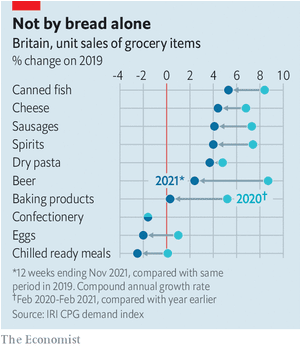 Not by bread alone
Britain, unit sales of grocery items
% change on 2019
-4 -2 0 2 4 6 8 10
Canned fish
Cheese
Sausages
Spirits
Dry pasta
Beer 2021*
Baking products 2020†
Confectionery
Eggs
Chilled ready meals
*12 weeks ending Nov 2021, compared with same
period in 2019. Compound annual growth rate
†Feb 2020-Feb 2021, compared with year earlier
Source: IRI CPG demand index
The Economist